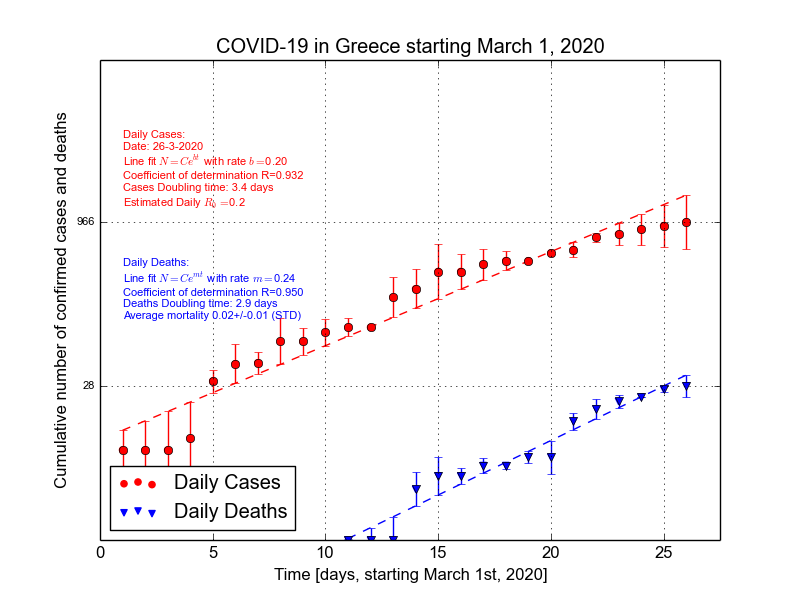 COVID-19 in Greece starting March 1, 2020
Cumulative number of confirmed cases and deaths
Daily Cases:
Date: 26-3-2020
Line fit N=Ce^{bt} with rate b=0.20
Coefficient of determination R=0.932
Cases Doubling time: 3.4 days
Estimated Daily R_0=0.2
966
Daily Deaths:
Line fit N=Ce^{mt} with rate m=0.24
Coefficient of determination R=0.950
Deaths Doubling time: 2.9 days
Average mortality 0.02+/-0.01 (STD)
28
Daily Cases
Daily Deaths
0 5 10 15 20 25
Time [days, starting March 1st, 2020]